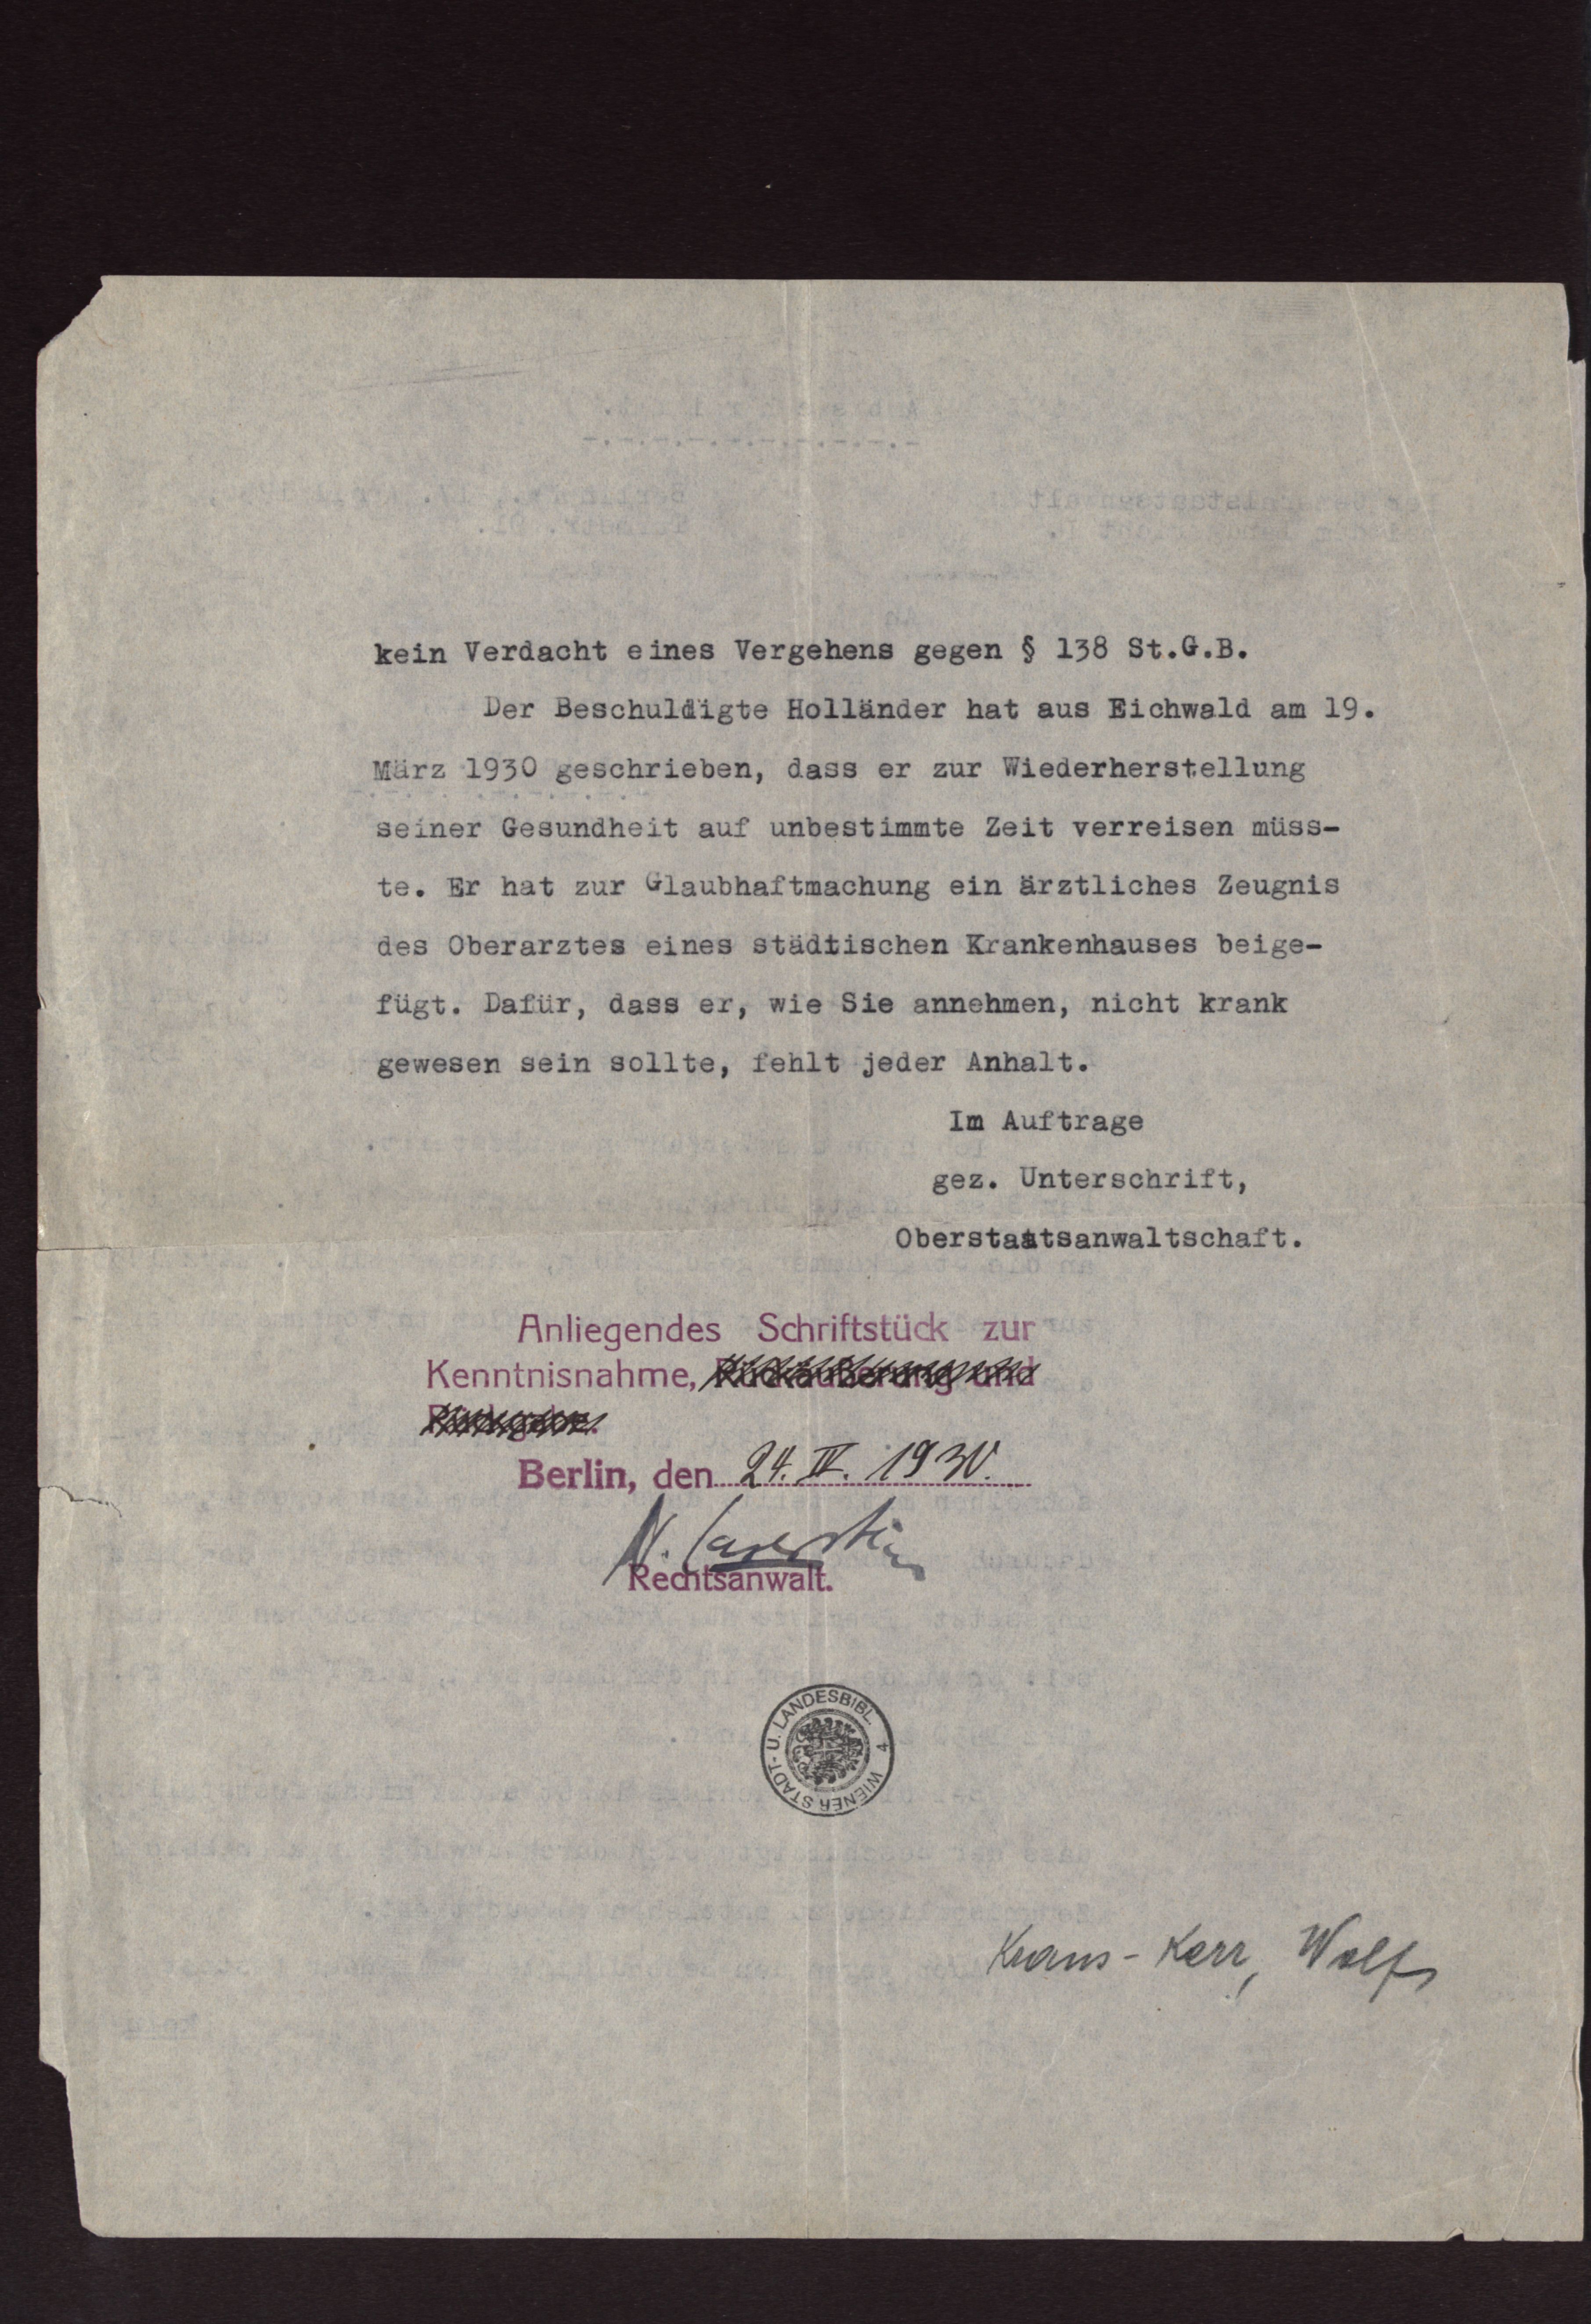 kein Verdacht eines Vergehens gegen § 138 St.G.B.
Der Beschuldigte Holländer hat aus Eichwald am 19.
März 1930 geschrieben, dass er zur Wiederherstellung
seiner Gesundheit auf unbestimmte Zeit verreisen müss-
te. Er hat zur Glaubhaftmachung ein ärztliches Zeugnis
des Oberarztes eines städtischen Krankenhauses beige-
fügt. Dafür, dass er, wie Sie annehmen, nicht krank
gewesen sein sollte, fehlt jeder Anhalt.
Im Auftrage
gez. Unterschrift,
Oberstaatsanwaltschaft.
Anliegendes Schriftstück zur
Kenntnisnahme, Rückäußerung und
Rückgabe.
Berlin, den 24. IV. 1930.
Rechtsanwalt.
WIENER STADT- U. LANDESBIBL. 4
Kraus - Kerr, Wolff